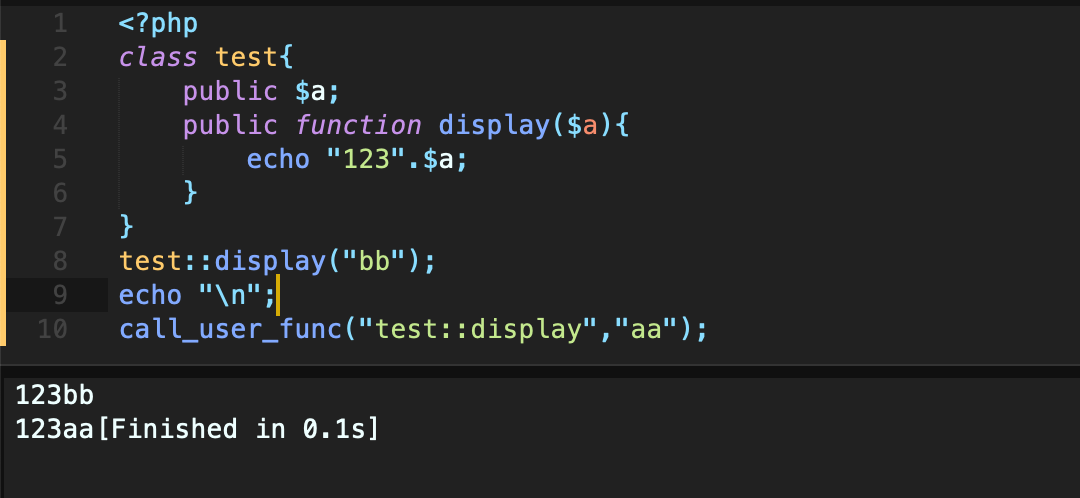 1 <?php
2 class test{
3 public $a;
4 public function display($a){
5 echo "123".$a;
6 }
7 }
8 test::display("bb");
9 echo "\n";
10 call_user_func("test::display","aa");
123bb
123aa[Finished in 0.1s]